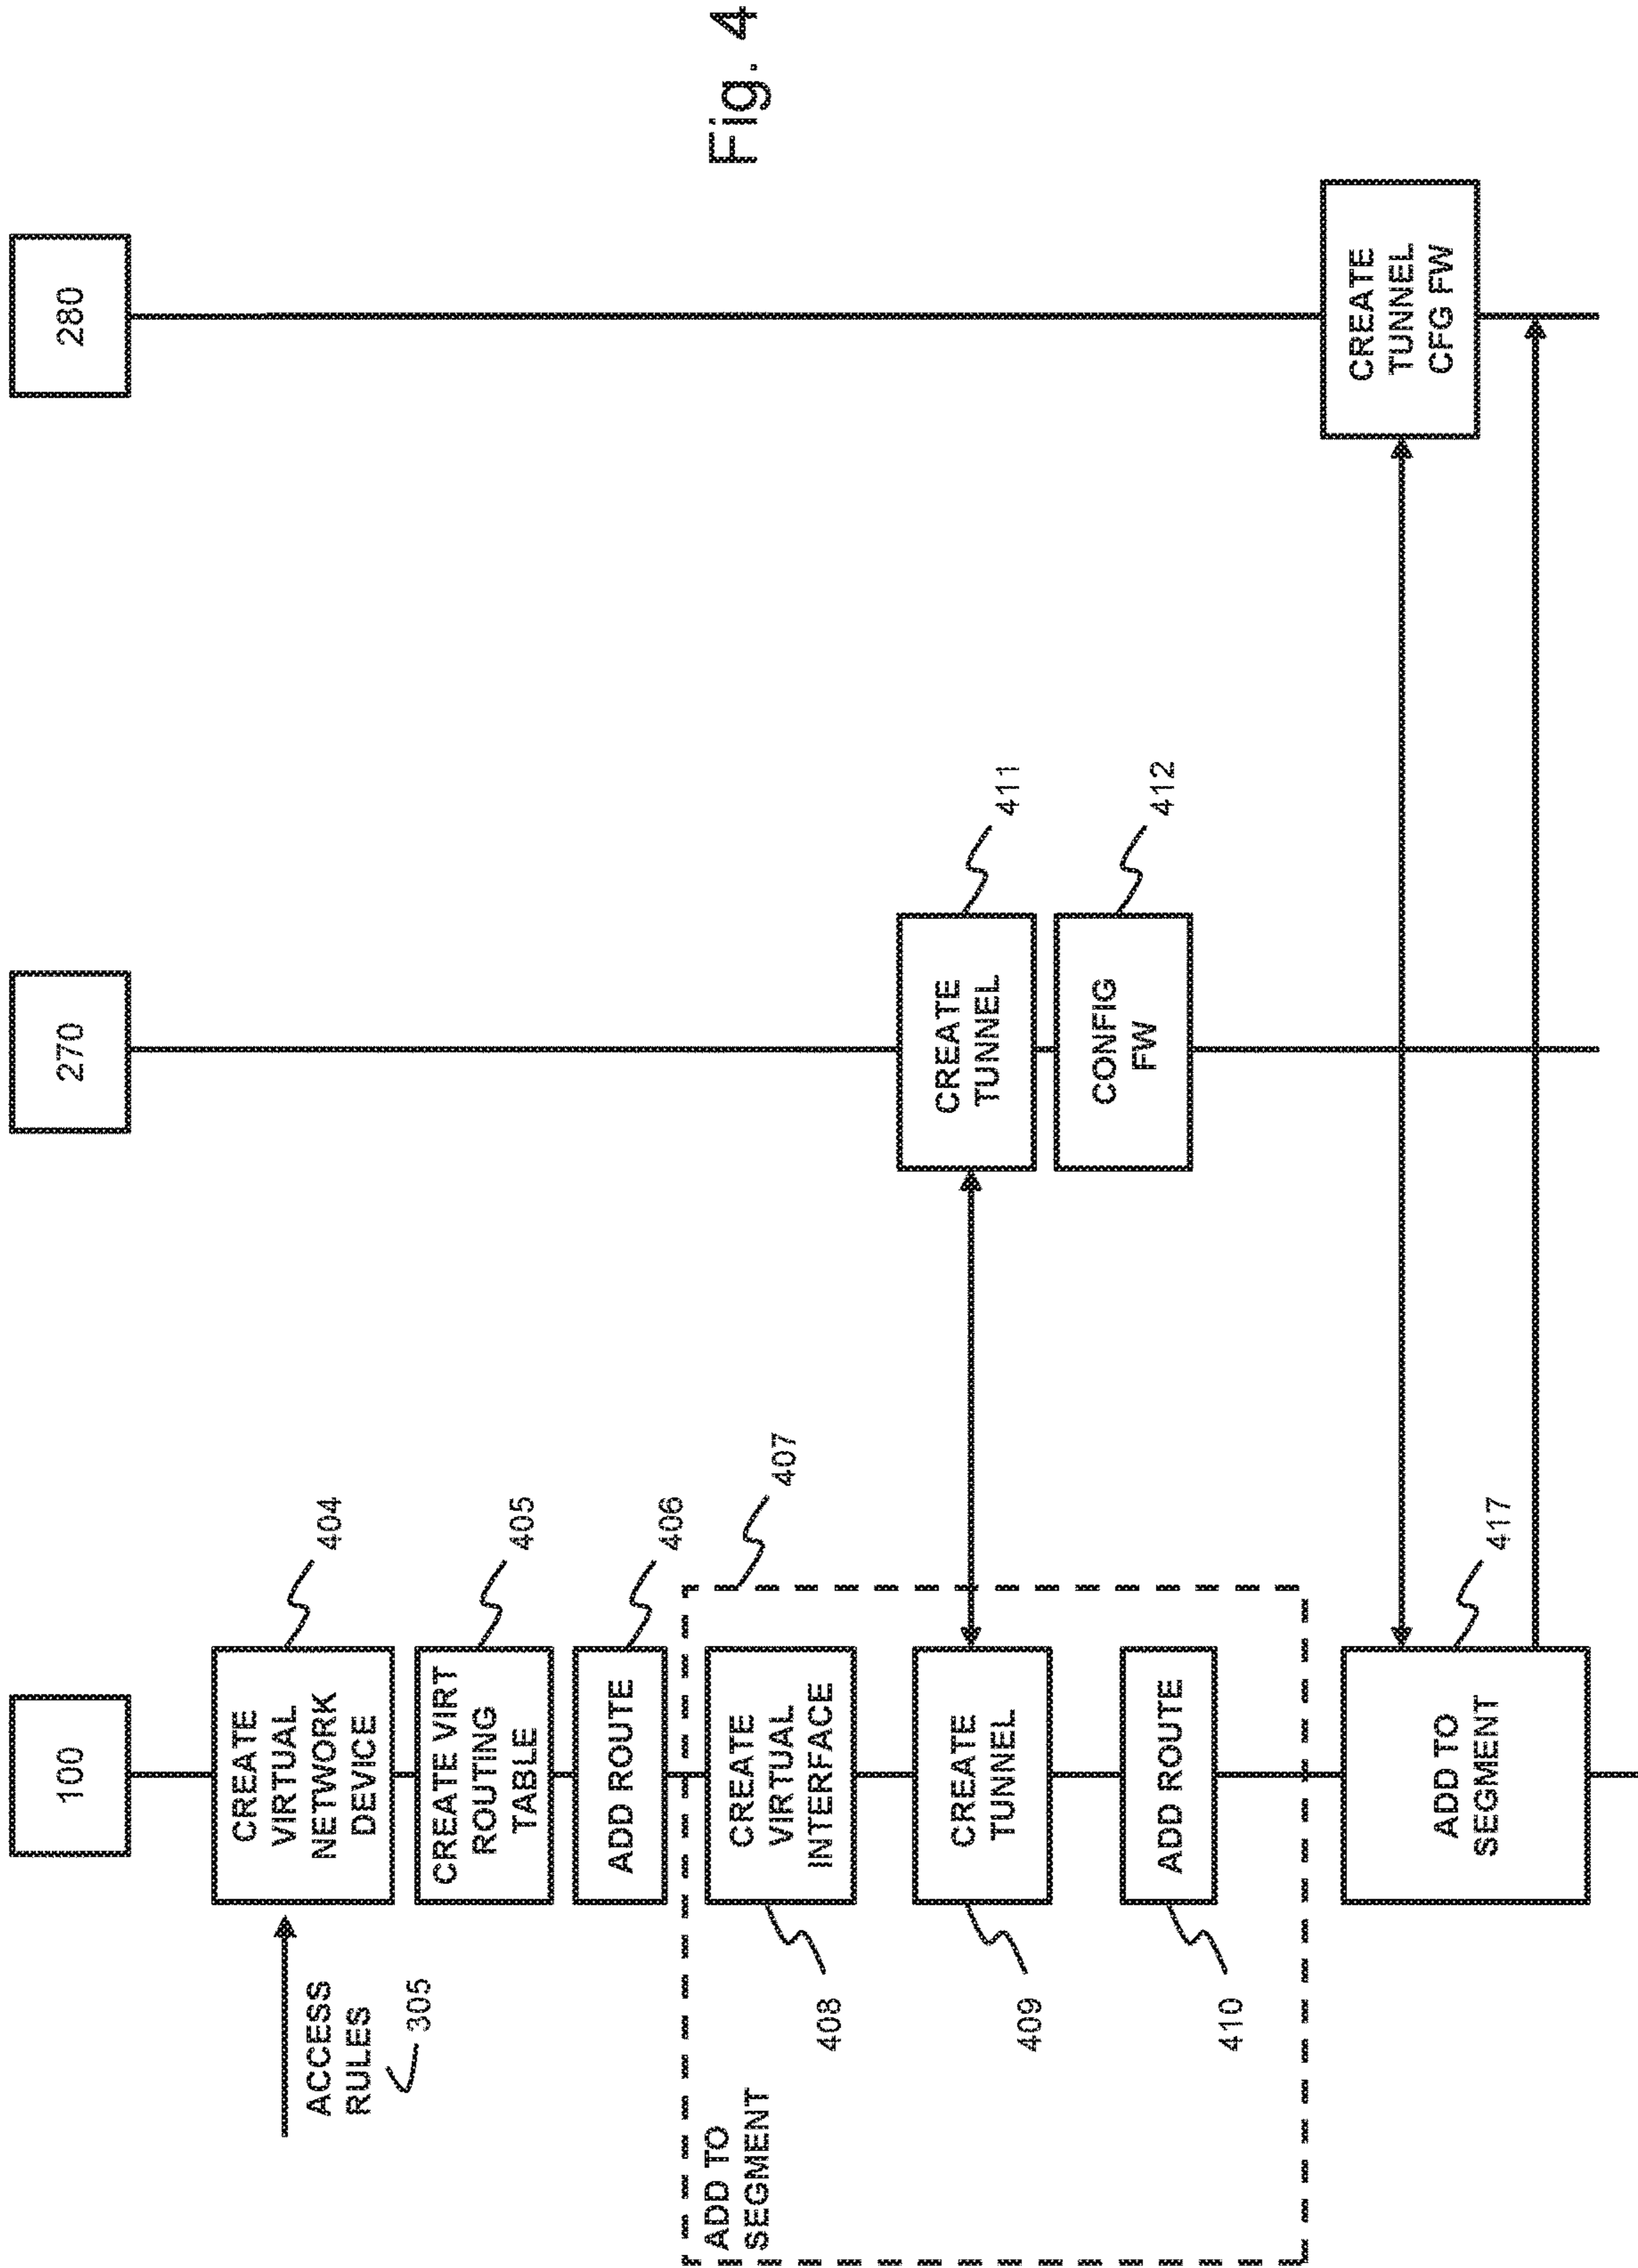 100
270
280
ACCESS
RULES
305
CREATE
VIRTUAL
NETWORK
DEVICE
404
CREATE VIRT
ROUTING
TABLE
405
ADD ROUTE
406
407
ADD TO
SEGMENT
CREATE
VIRTUAL
INTERFACE
408
CREATE
TUNNEL
409
CREATE
TUNNEL
411
CONFIG
FW
412
ADD ROUTE
410
ADD TO
SEGMENT
417
CREATE
TUNNEL
CFG FW
Fig. 4